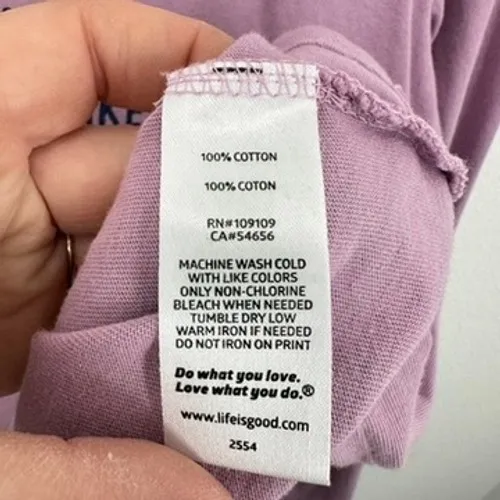 KE
100% COTTON
100% COTON
RN#109109
CA#54656
MACHINE WASH COLD
WITH LIKE COLORS
ONLY NON-CHLORINE
BLEACH WHEN NEEDED
TUMBLE DRY LOW
WARM IRON IF NEEDED
DO NOT IRON ON PRINT
Do what you love.
Love what you do.®
www.lifeisgood.com
2554